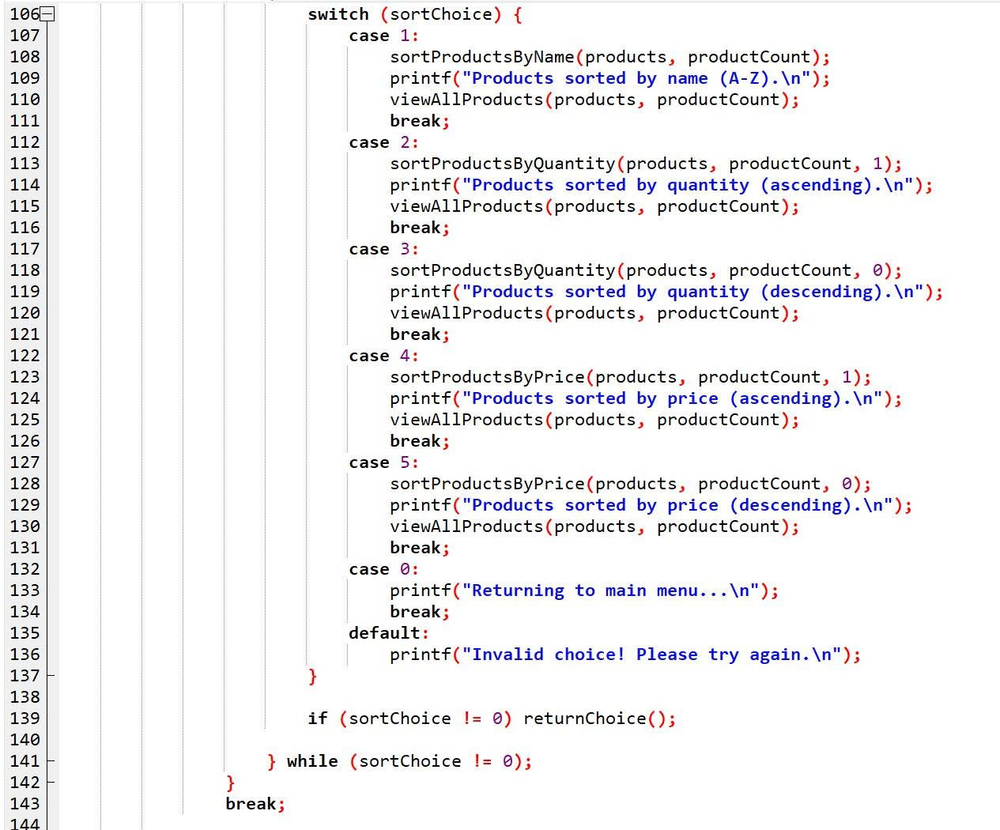 106 switch (sortChoice) {
107 case 1:
108 sortProductsByName(products, productCount);
109 printf("Products sorted by name (A-Z).\n");
110 viewAllProducts(products, productCount);
111 break;
112 case 2:
113 sortProductsByQuantity(products, productCount, 1);
114 printf("Products sorted by quantity (ascending).\n");
115 viewAllProducts(products, productCount);
116 break;
117 case 3:
118 sortProductsByQuantity(products, productCount, 0);
119 printf("Products sorted by quantity (descending).\n");
120 viewAllProducts(products, productCount);
121 break;
122 case 4:
123 sortProductsByPrice(products, productCount, 1);
124 printf("Products sorted by price (ascending).\n");
125 viewAllProducts(products, productCount);
126 break;
127 case 5:
128 sortProductsByPrice(products, productCount, 0);
129 printf("Products sorted by price (descending).\n");
130 viewAllProducts(products, productCount);
131 break;
132 case 0:
133 printf("Returning to main menu...\n");
134 break;
135 default:
136 printf("Invalid choice! Please try again.\n");
137 }
138
139 if (sortChoice != 0) returnChoice();
140
141 } while (sortChoice != 0);
142 }
143 break;
144